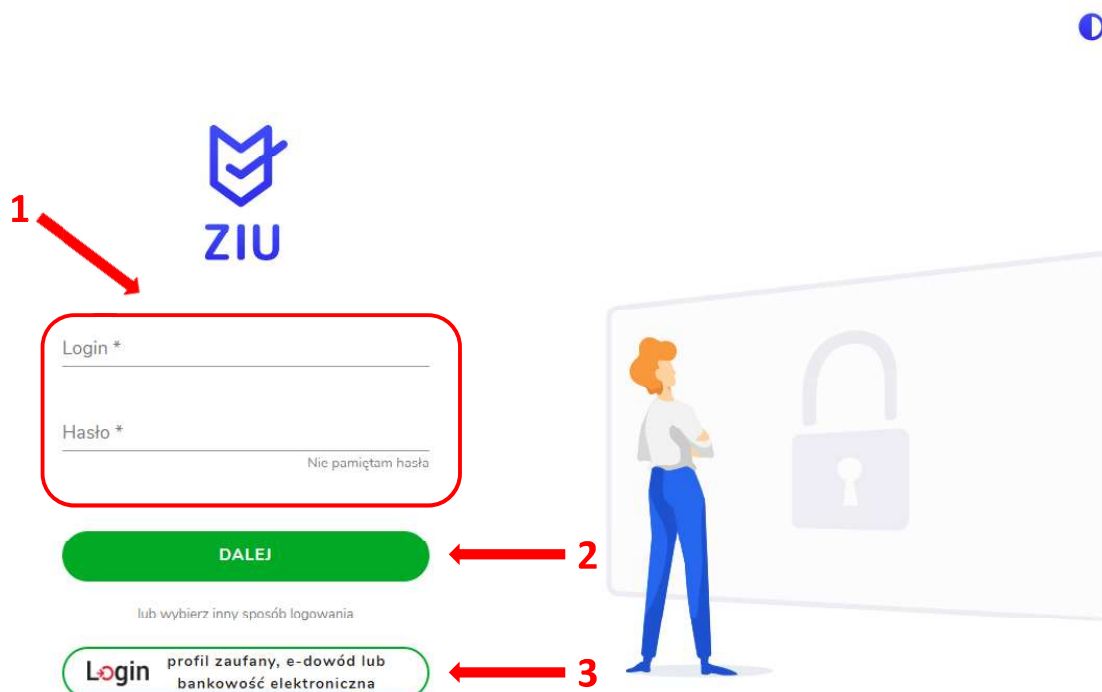 1
ZIU
Login *
Hasło *
Nie pamiętam hasła
DALEJ
2
lub wybierz inny sposób logowania
Login profil zaufany, e-dowód lub
bankowość elektroniczna
3